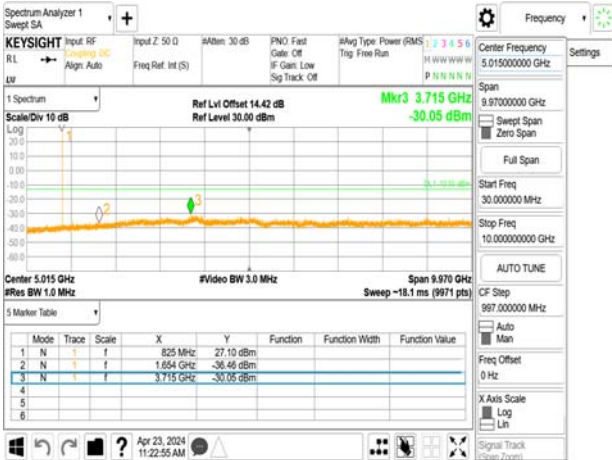 Spectrum Analyzer 1
Swept SA
KEYSIGHT
RL
Input: RF
Coupling: DC
Align: Auto
Input Z: 50 Ω
Freq Ref: Int (S)
#Atten: 30 dB
PNO: Fast
Gate: Off
IF Gain: Low
Sig Track: Off
#Avg Type: Power (RMS
Trig: Free Run
1 2 3 4 5 6
M W W W W W
P N N N N N
1 Spectrum
Scale/Div 10 dB
Log
Ref Lvl Offset 14.42 dB
Ref Level 30.00 dBm
Mkr3 3.715 GHz
-30.05 dBm
20.0
10.0
0.00
-10.0
-20.0
-30.0
-40.0
-50.0
-60.0
1
2
3
DL1 -13.00 dBm
Center 5.015 GHz
#Res BW 1.0 MHz
#Video BW 3.0 MHz
Span 9.970 GHz
Sweep ~18.1 ms (9971 pts)
5 Marker Table
Mode Trace Scale X Y Function Function Width Function Value
1 N 1 f 825 MHz 27.10 dBm
2 N 1 f 1.654 GHz -36.46 dBm
3 N 1 f 3.715 GHz -30.05 dBm
4
5
6
Apr 23, 2024
11:22:55 AM
Frequency
Settings
Center Frequency
5.015000000 GHz
Span
9.97000000 GHz
Swept Span
Zero Span
Full Span
Start Freq
30.000000 MHz
Stop Freq
10.000000000 GHz
AUTO TUNE
CF Step
997.000000 MHz
Auto
Man
Freq Offset
0 Hz
X Axis Scale
Log
Lin
Signal Track
(Span Zoom)